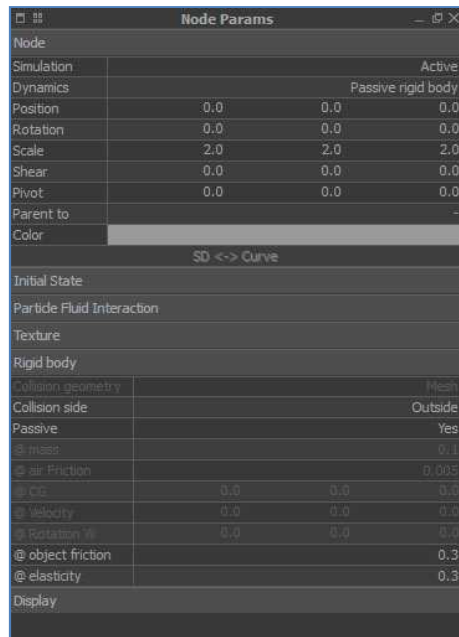 Node Params
Node
Simulation Active
Dynamics Passive rigid body
Position 0.0 0.0 0.0
Rotation 0.0 0.0 0.0
Scale 2.0 2.0 2.0
Shear 0.0 0.0 0.0
Pivot 0.0 0.0 0.0
Parent to -
Color
SD <-> Curve
Initial State
Particle Fluid Interaction
Texture
Rigid body
Collision geometry Mesh
Collision side Outside
Passive Yes
@ mass 0.1
@ air Friction 0.005
@ CG 0.0 0.0 0.0
@ Velocity 0.0 0.0 0.0
@ Rotation 0.0 0.0 0.0
@ object friction 0.3
@ elasticity 0.3
Display